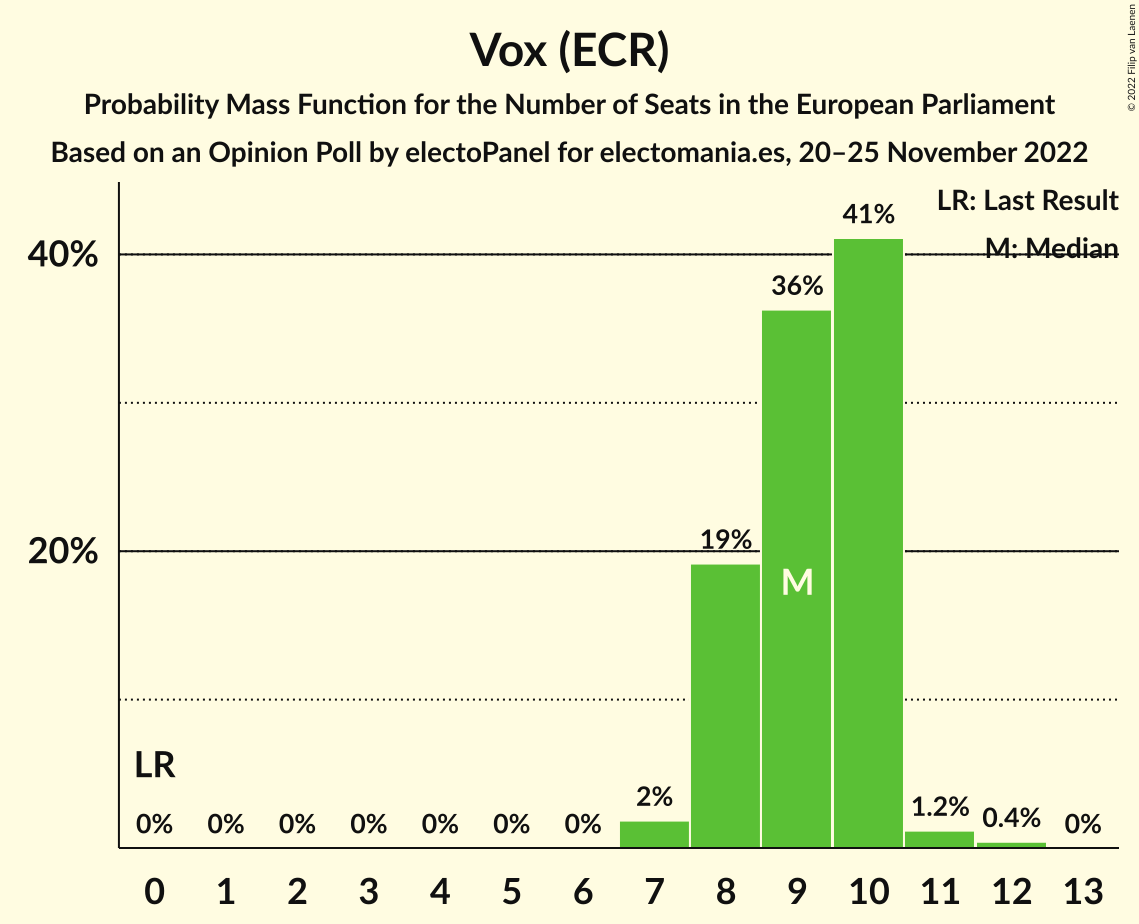 Vox (ECR)
Probability Mass Function for the Number of Seats in the European Parliament
Based on an Opinion Poll by electoPanel for electomania.es, 20–25 November 2022
© 2022 Filip van Laenen
LR: Last Result
M: Median
41%
40%
36%
19%
20%
M
LR
0% 0% 0% 0% 0% 0% 0% 2% 1.2% 0.4% 0%
0 1 2 3 4 5 6 7 8 9 10 11 12 13